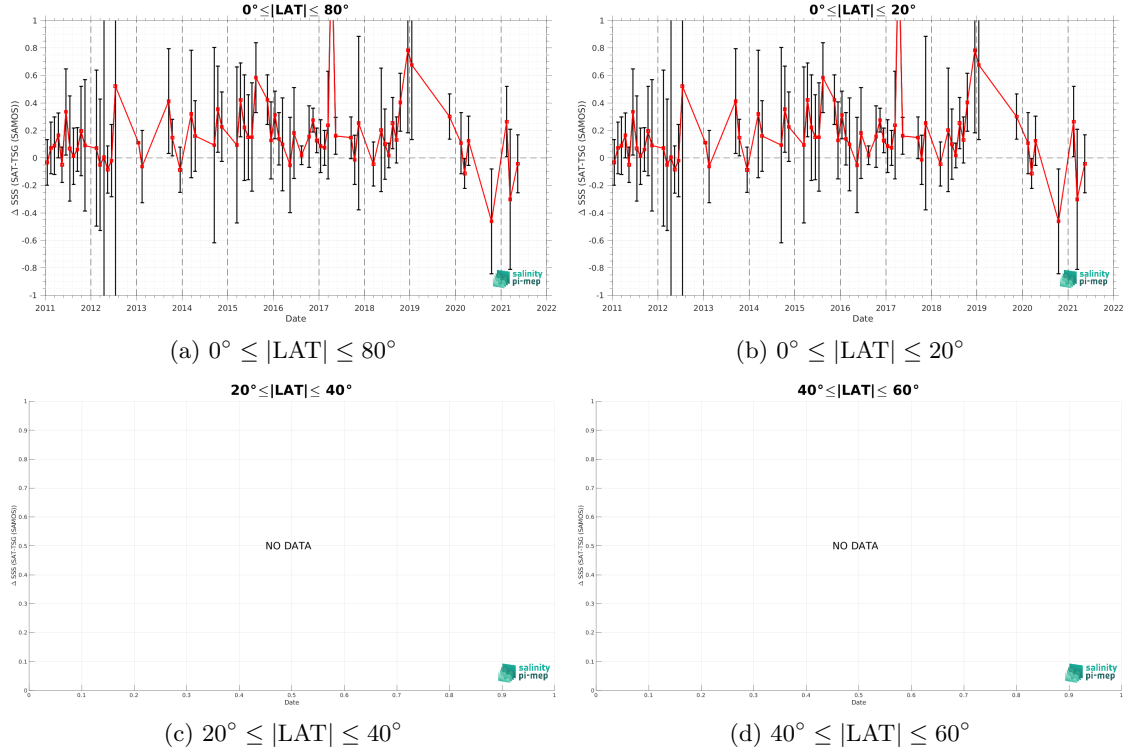 0°≤|LAT|≤ 80°
Δ SSS (SAT-TSG (SAMOS))
1
0.8
0.6
0.4
0.2
0
-0.2
-0.4
-0.6
-0.8
-1
2011 2012 2013 2014 2015 2016 2017 2018 2019 2020 2021 2022
Date
salinity
pi-mep
(a) 0° ≤ |LAT| ≤ 80°
0°≤|LAT|≤ 20°
Δ SSS (SAT-TSG (SAMOS))
1
0.8
0.6
0.4
0.2
0
-0.2
-0.4
-0.6
-0.8
-1
2011 2012 2013 2014 2015 2016 2017 2018 2019 2020 2021 2022
Date
salinity
pi-mep
(b) 0° ≤ |LAT| ≤ 20°
20°≤|LAT|≤ 40°
Δ SSS (SAT-TSG (SAMOS))
1
0.9
0.8
0.7
0.6
0.5
0.4
0.3
0.2
0.1
0
NO DATA
0 0.1 0.2 0.3 0.4 0.5 0.6 0.7 0.8 0.9 1
Date
salinity
pi-mep
(c) 20° ≤ |LAT| ≤ 40°
40°≤|LAT|≤ 60°
Δ SSS (SAT-TSG (SAMOS))
1
0.9
0.8
0.7
0.6
0.5
0.4
0.3
0.2
0.1
0
NO DATA
0 0.1 0.2 0.3 0.4 0.5 0.6 0.7 0.8 0.9 1
Date
salinity
pi-mep
(d) 40° ≤ |LAT| ≤ 60°